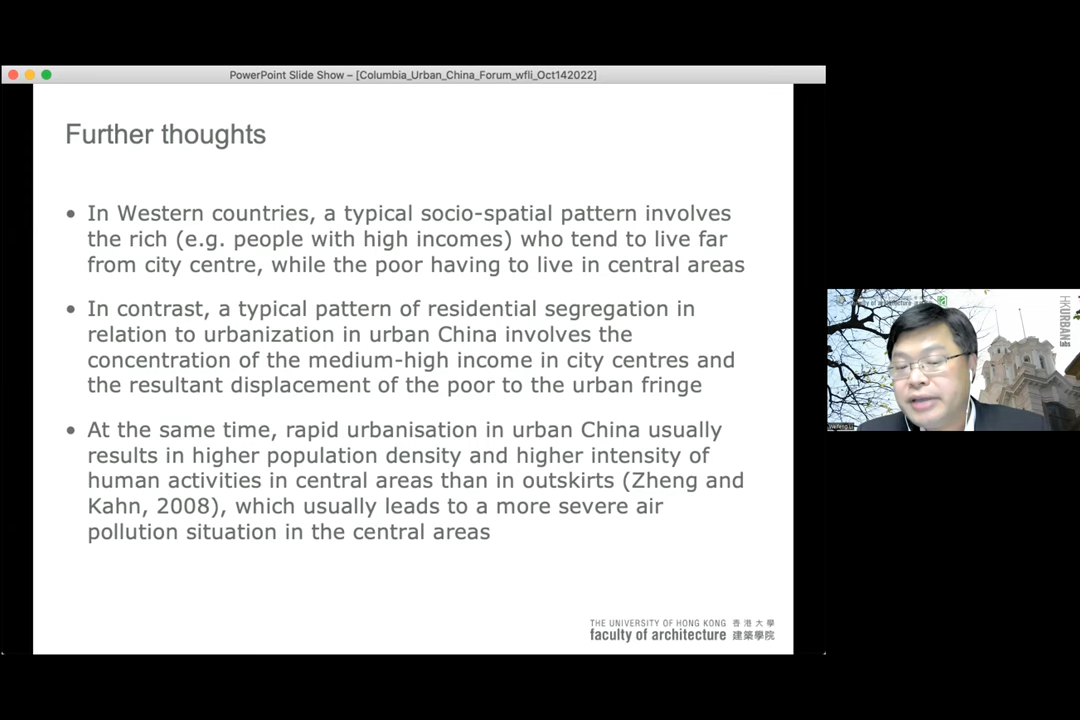 PowerPoint Slide Show – [Columbia_Urban_China_Forum_wfli_Oct142022]
Further thoughts
• In Western countries, a typical socio-spatial pattern involves
the rich (e.g. people with high incomes) who tend to live far
from city centre, while the poor having to live in central areas
• In contrast, a typical pattern of residential segregation in
relation to urbanization in urban China involves the
concentration of the medium-high income in city centres and
the resultant displacement of the poor to the urban fringe
• At the same time, rapid urbanisation in urban China usually
results in higher population density and higher intensity of
human activities in central areas than in outskirts (Zheng and
Kahn, 2008), which usually leads to a more severe air
pollution situation in the central areas
THE UNIVERSITY OF HONG KONG 香港大學
faculty of architecture 建築學院
HKURBAN